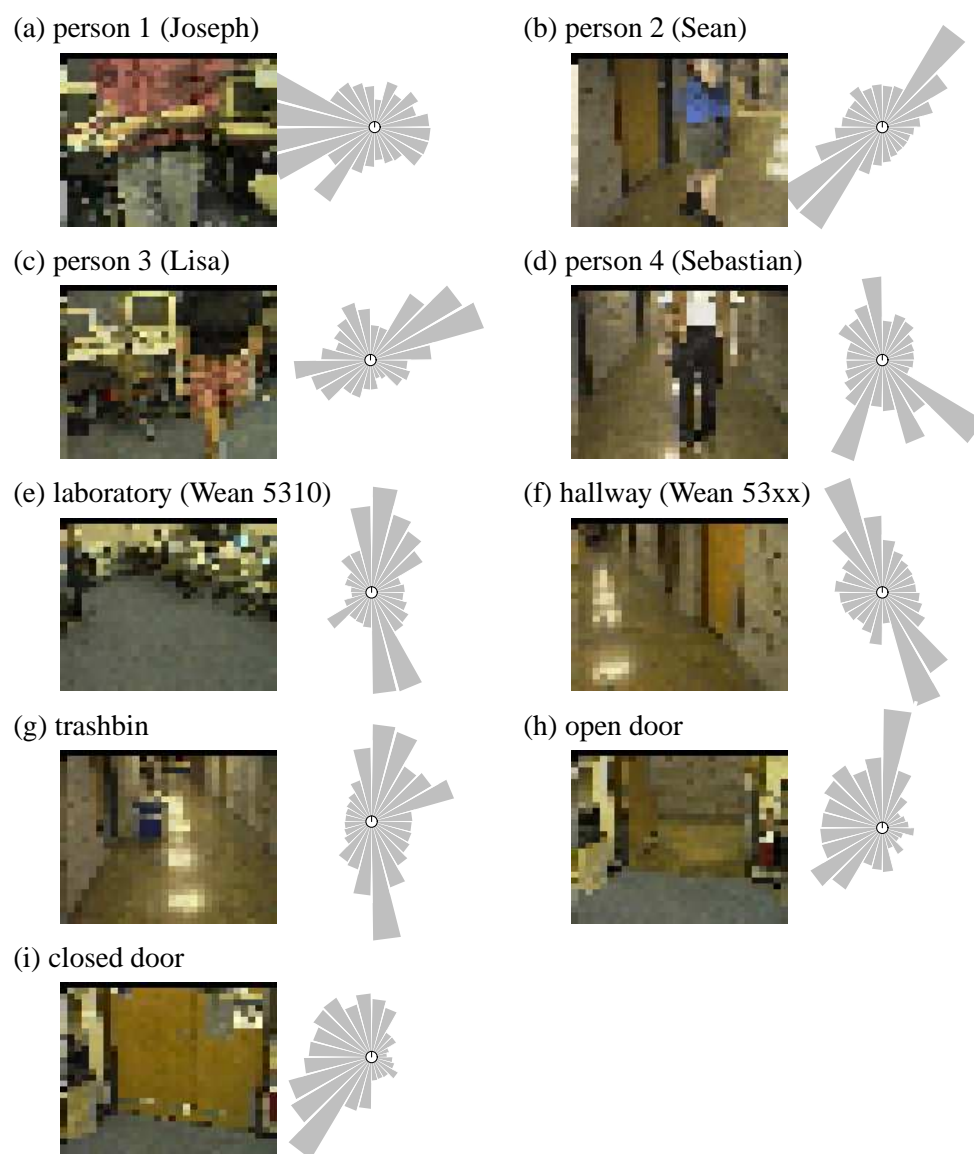 (a) person 1 (Joseph)
(b) person 2 (Sean)
(c) person 3 (Lisa)
(d) person 4 (Sebastian)
(e) laboratory (Wean 5310)
(f) hallway (Wean 53xx)
(g) trashbin
(h) open door
(i) closed door